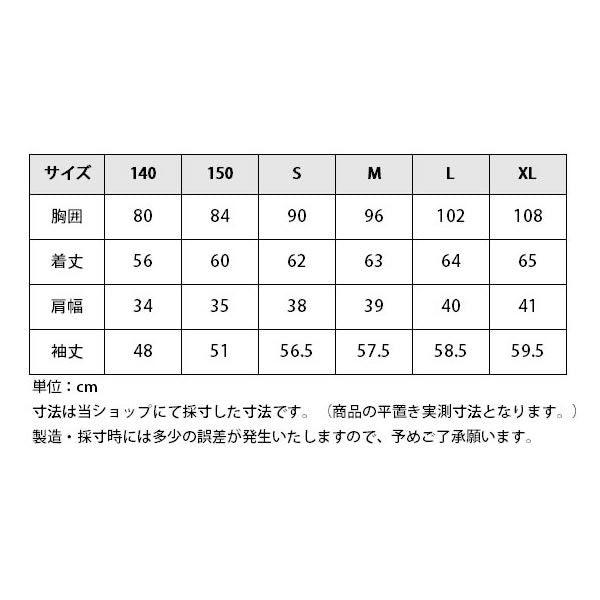 サイズ 140 150 S M L XL
胸囲 80 84 90 96 102 108
着丈 56 60 62 63 64 65
肩幅 34 35 38 39 40 41
袖丈 48 51 56.5 57.5 58.5 59.5
単位：cm
寸法は当ショップにて採寸した寸法です。（商品の平置き実測寸法となります。）
製造・採寸時には多少の誤差が発生いたしますので、予めご了承願います。